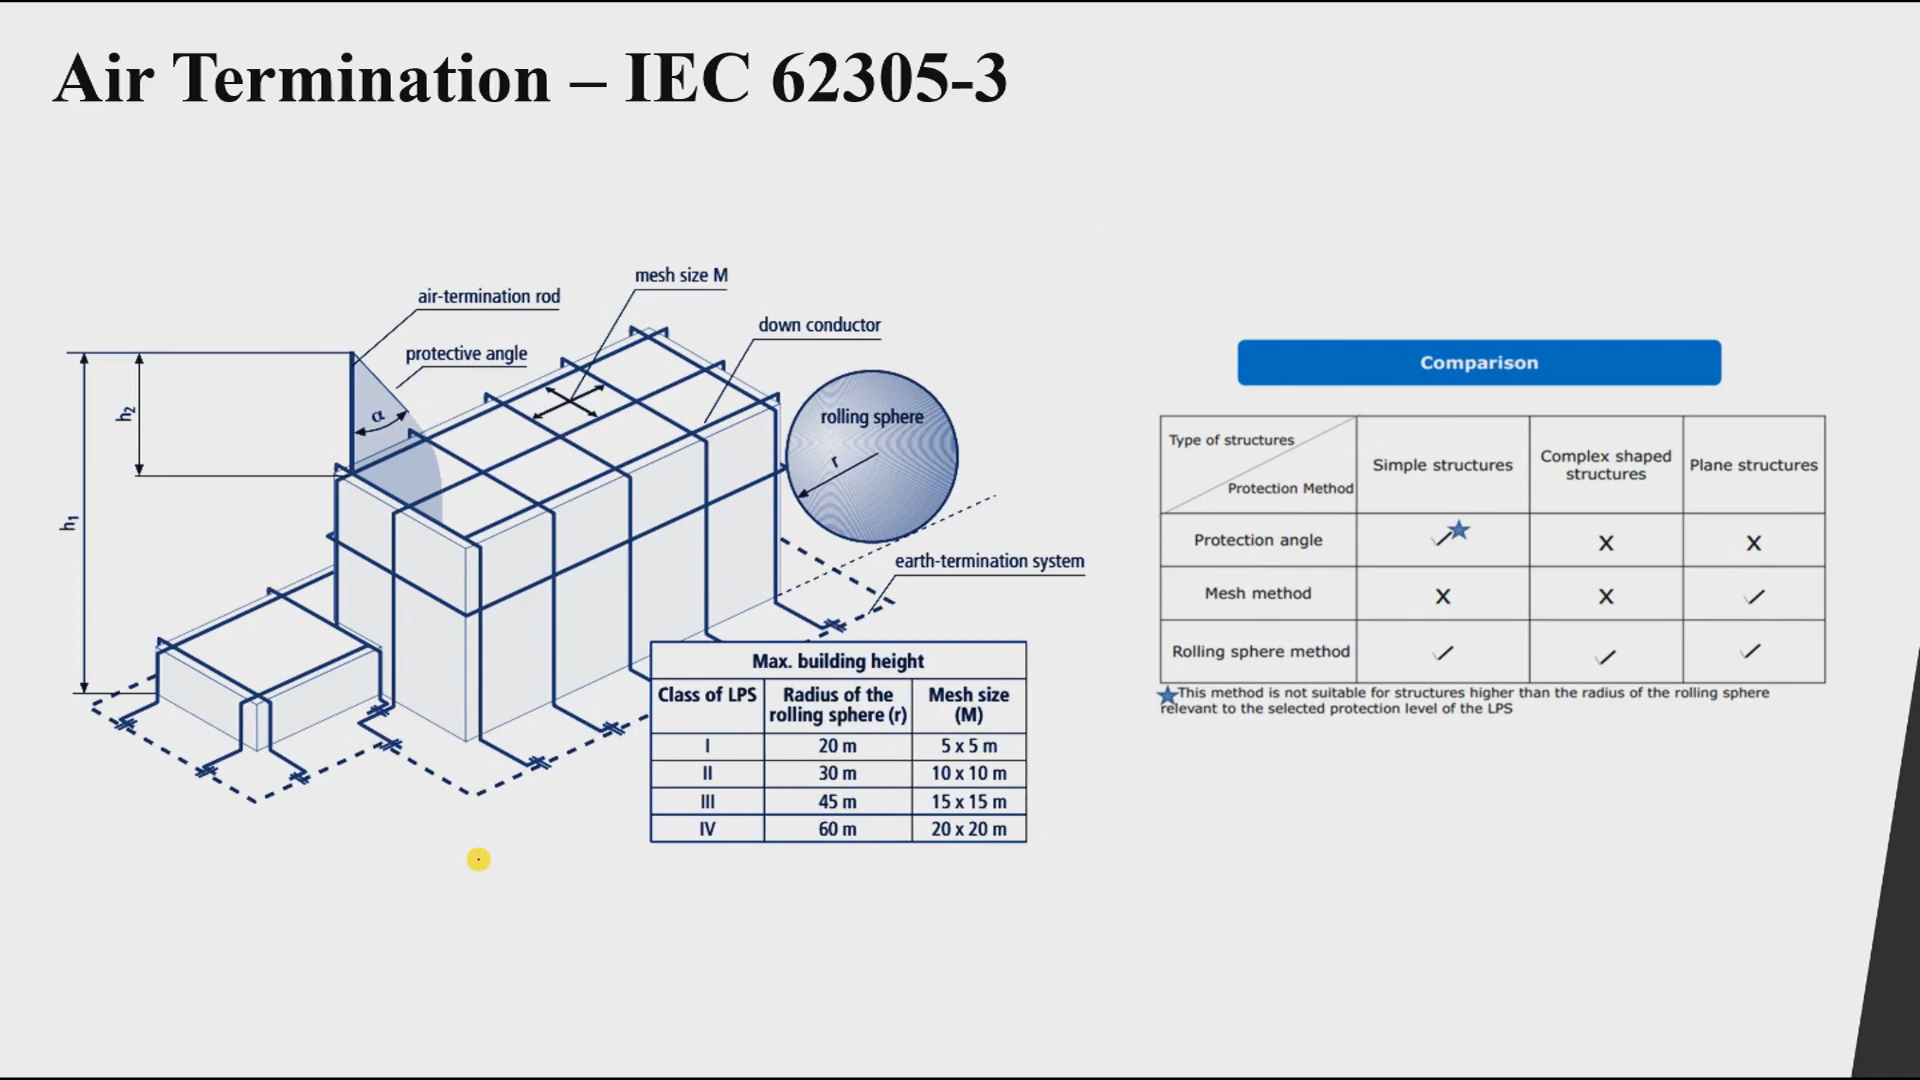 Air Termination – IEC 62305-3
mesh size M
air-termination rod
down conductor
protective angle
α
h₂
h₁
rolling sphere
r
earth-termination system
Max. building height
Class of LPS Radius of the rolling sphere (r) Mesh size (M)
I 20 m 5 x 5 m
II 30 m 10 x 10 m
III 45 m 15 x 15 m
IV 60 m 20 x 20 m
Comparison
Type of structures
Protection Method
Simple structures Complex shaped structures Plane structures
Protection angle ✓ X X
Mesh method X X ✓
Rolling sphere method ✓ ✓ ✓
This method is not suitable for structures higher than the radius of the rolling sphere
relevant to the selected protection level of the LPS